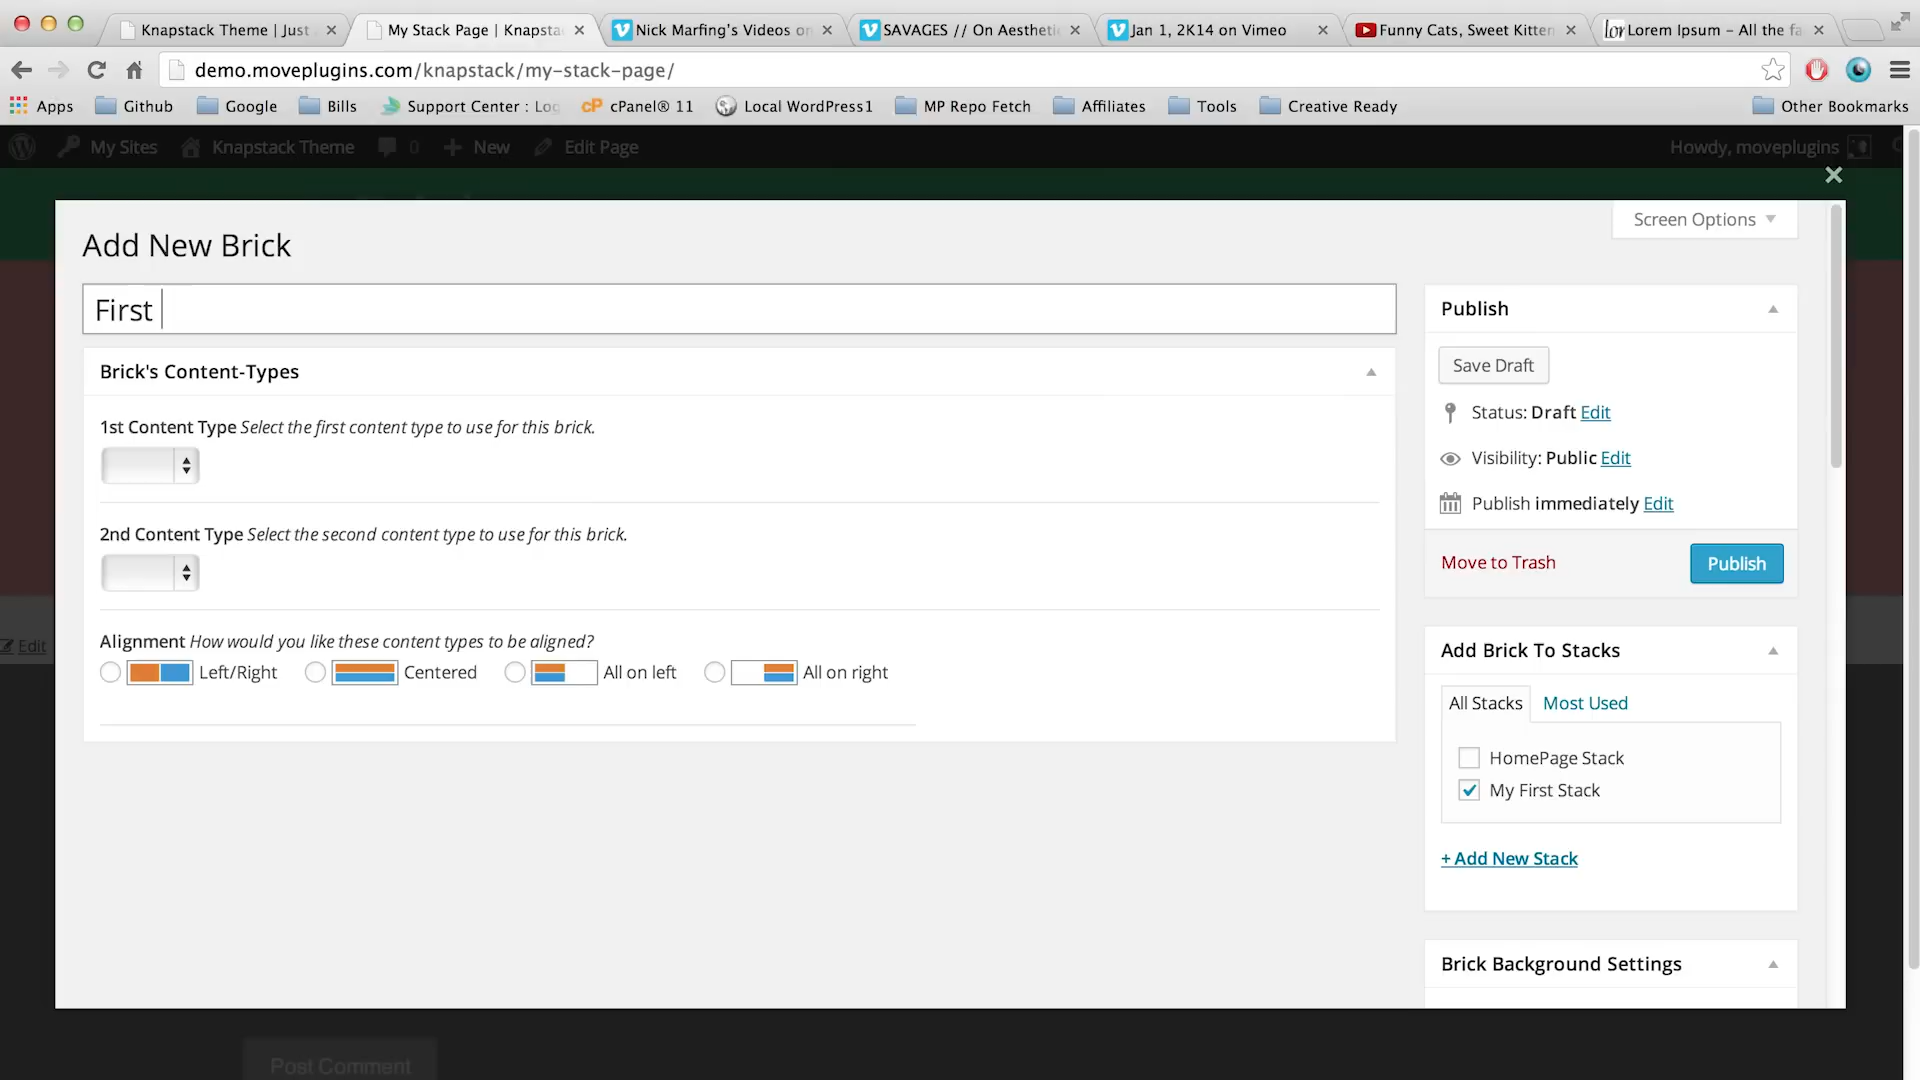 Knapstack Theme | Just
My Stack Page | Knapsta
Nick Marfing's Videos on
SAVAGES // On Aestheti
Jan 1, 2K14 on Vimeo
Funny Cats, Sweet Kitten
Lorem Ipsum – All the fa
demo.moveplugins.com/knapstack/my-stack-page/
Apps
Github
Google
Bills
Support Center : Log
cPanel® 11
Local WordPress1
MP Repo Fetch
Affiliates
Tools
Creative Ready
Other Bookmarks
My Sites
Knapstack Theme
0
New
Edit Page
Howdy, moveplugins
Screen Options
Add New Brick
First
Brick's Content-Types
1st Content Type Select the first content type to use for this brick.
2nd Content Type Select the second content type to use for this brick.
Alignment How would you like these content types to be aligned?
Left/Right
Centered
All on left
All on right
Publish
Save Draft
Status: Draft Edit
Visibility: Public Edit
Publish immediately Edit
Move to Trash
Publish
Add Brick To Stacks
All Stacks
Most Used
HomePage Stack
My First Stack
+ Add New Stack
Brick Background Settings
Edit
Post Comment